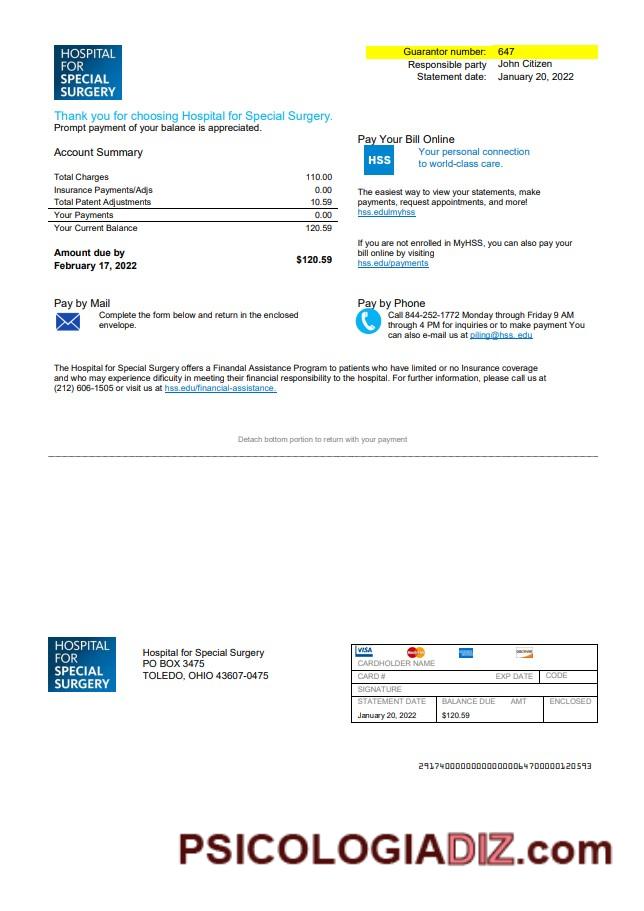 HOSPITAL
FOR
SPECIAL
SURGERY
Guarantor number: 647
Responsible party John Citizen
Statement date: January 20, 2022
Thank you for choosing Hospital for Special Surgery.
Prompt payment of your balance is appreciated.
Account Summary
Total Charges 110.00
Insurance Payments/Adjs 0.00
Total Patent Adjustments 10.59
Your Payments 0.00
Your Current Balance 120.59
Amount due by
February 17, 2022 $120.59
Pay Your Bill Online
HSS
Your personal connection
to world-class care.
The easiest way to view your statements, make
payments, request appointments, and more!
hss.edulmyhss
If you are not enrolled in MyHSS, you can also pay your
bill online by visiting
hss.edu/payments
Pay by Mail
Complete the form below and return in the enclosed
envelope.
Pay by Phone
Call 844-252-1772 Monday through Friday 9 AM
through 4 PM for inquiries or to make payment You
can also e-mail us at piling@hss. edu
The Hospital for Special Surgery offers a Finandal Assistance Program to patients who have limited or no Insurance coverage
and who may experience dificuity in meeting their financial responsibility to the hospital. For further information, please call us at
(212) 606-1505 or visit us at hss.edu/financial-assistance.
Detach bottom portion to return with your payment
HOSPITAL
FOR
SPECIAL
SURGERY
Hospital for Special Surgery
PO BOX 3475
TOLEDO, OHIO 43607-0475
VISA MasterCard DISCOVER
CARDHOLDER NAME
CARD # EXP DATE CODE
SIGNATURE
STATEMENT DATE BALANCE DUE AMT ENCLOSED
January 20, 2022 $120.59
291740000000000000064700000120593
PSICOLOGIADIZ.com